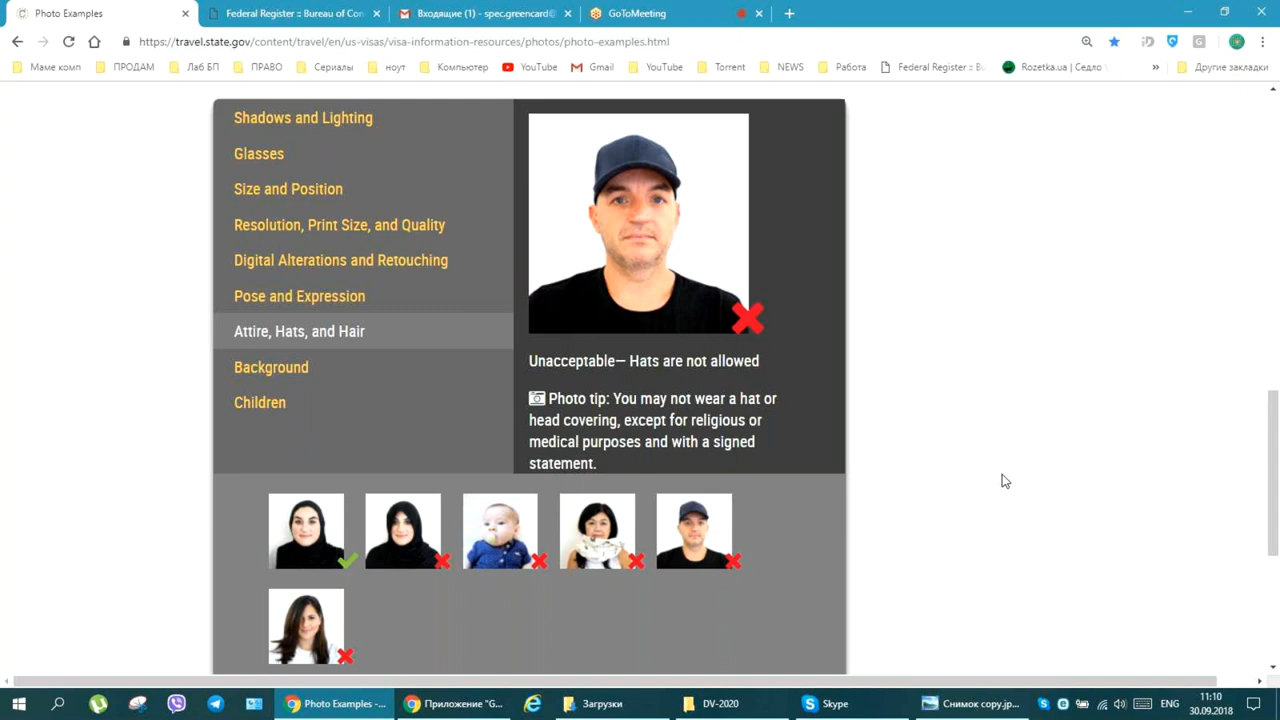 Photo Examples
Federal Register :: Bureau of Con
Входящие (1) - spec.greencard@
GoToMeeting
https://travel.state.gov/content/travel/en/us-visas/visa-information-resources/photos/photo-examples.html
Маме комп
ПРОДАМ
Лаб БП
ПРАВО
Сериалы
ноут
Компьютер
YouTube
Gmail
YouTube
Torrent
NEWS
Работа
Federal Register :: Bu
Rozetka.ua | Седло
»
Другие закладки
Shadows and Lighting
Glasses
Size and Position
Resolution, Print Size, and Quality
Digital Alterations and Retouching
Pose and Expression
Attire, Hats, and Hair
Background
Children
Unacceptable— Hats are not allowed
Photo tip: You may not wear a hat or
head covering, except for religious or
medical purposes and with a signed
statement.
Photo Examples -...
Приложение "G...
Загрузки
DV-2020
Skype
Снимок copy.jp...
ENG
11:10
30.09.2018